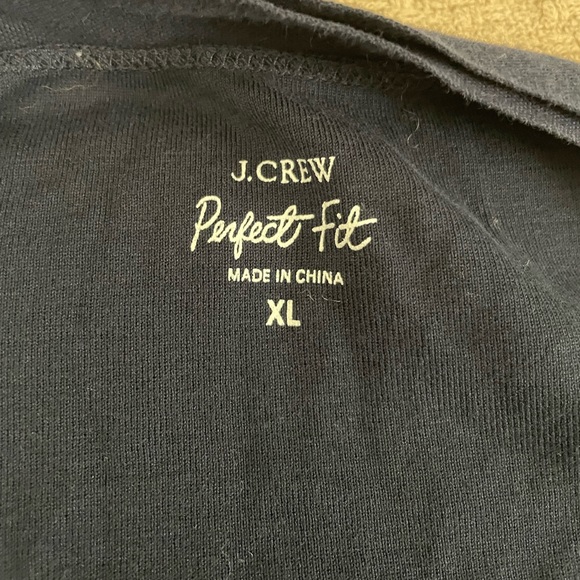 J.CREW
Perfect Fit
MADE IN CHINA
XL